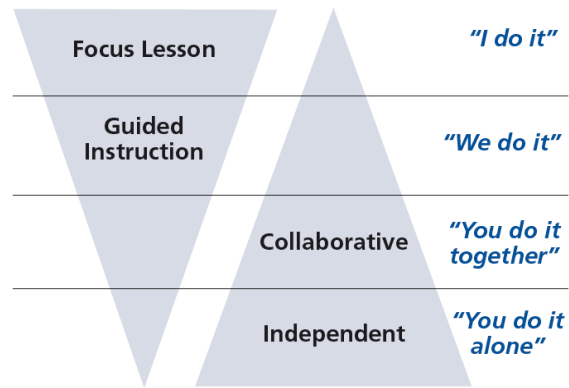 Focus Lesson
“I do it”
Guided
Instruction
“We do it”
Collaborative
“You do it
together”
Independent
“You do it
alone”